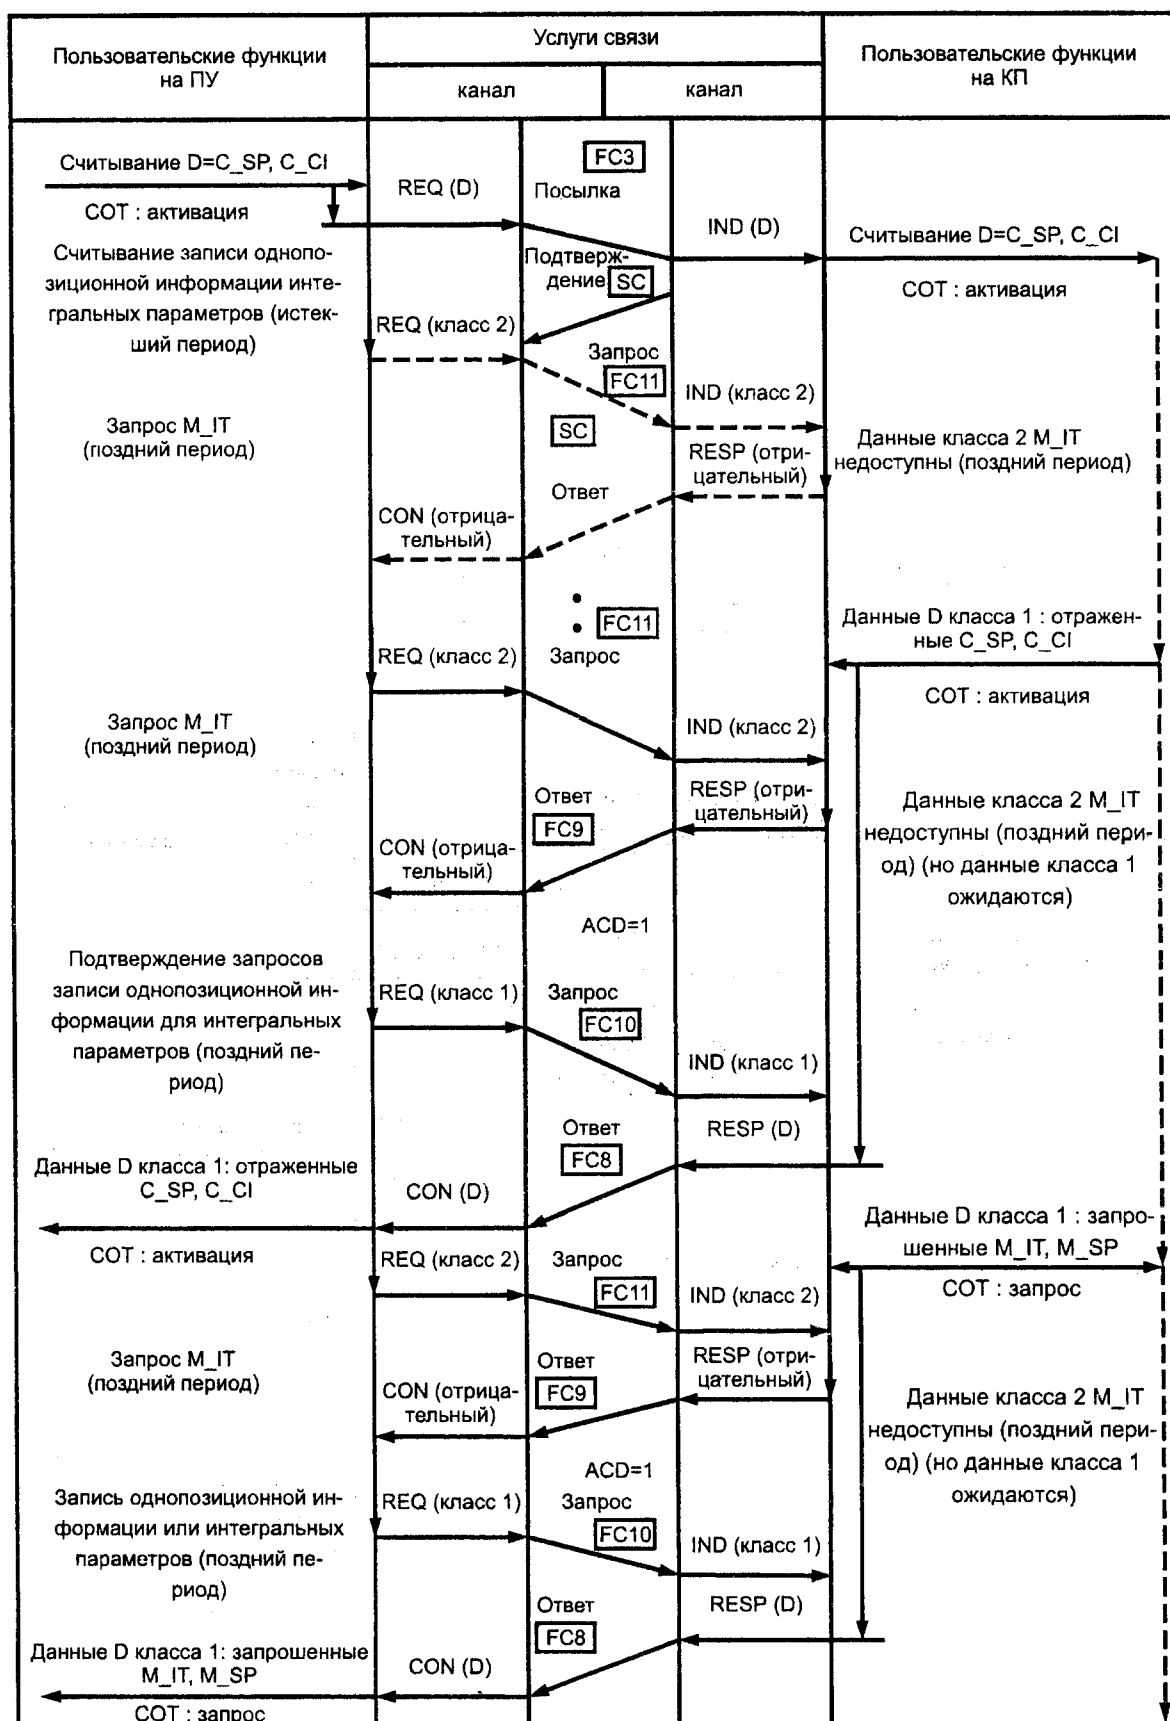 Пользовательские функции
на ПУ
Услуги связи
канал
канал
Пользовательские функции
на КП
Считывание D=C_SP, C_CI
COT : активация
REQ (D)
FC3
Посылка
IND (D)
Считывание D=C_SP, C_CI
COT : активация
Считывание записи однопо-
зиционной информации инте-
гральных параметров (истек-
ший период)
Подтверж-
дение SC
REQ (класс 2)
Запрос
FC11
IND (класс 2)
Запрос M_IT
(поздний период)
SC
RESP (отри-
цательный)
Данные класса 2 M_IT
недоступны (поздний период)
Ответ
CON (отрица-
тельный)
Данные D класса 1 : отражен-
ные C_SP, C_CI
COT : активация
FC11
REQ (класс 2)
Запрос
Запрос M_IT
(поздний период)
IND (класс 2)
Ответ
FC9
RESP (отри-
цательный)
Данные класса 2 M_IT
недоступны (поздний пери-
од) (но данные класса 1
ожидаются)
CON (отрица-
тельный)
ACD=1
Подтверждение запросов
записи однопозиционной ин-
формации для интегральных
параметров (поздний пе-
риод)
REQ (класс 1)
Запрос
FC10
IND (класс 1)
Ответ
FC8
RESP (D)
Данные D класса 1: отраженные
C_SP, C_CI
CON (D)
COT : активация
Данные D класса 1 : запро-
шенные M_IT, M_SP
COT : запрос
REQ (класс 2)
Запрос
FC11
IND (класс 2)
Запрос M_IT
(поздний период)
Ответ
FC9
RESP (отри-
цательный)
CON (отрица-
тельный)
Данные класса 2 M_IT
недоступны (поздний пери-
од) (но данные класса 1
ожидаются)
ACD=1
Запись однопозиционной ин-
формации или интегральных
параметров (поздний пе-
риод)
REQ (класс 1)
Запрос
FC10
IND (класс 1)
Ответ
FC8
RESP (D)
Данные D класса 1: запрошенные
M_IT, M_SP
CON (D)
COT : запрос